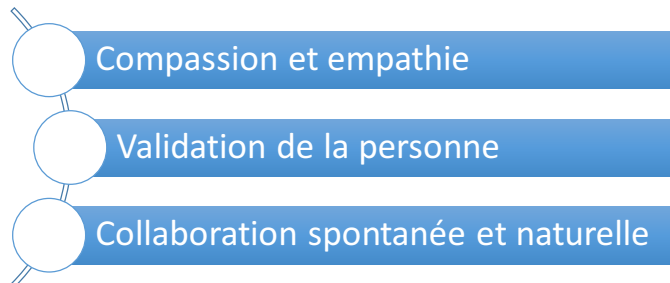 Compassion et empathie
Validation de la personne
Collaboration spontanée et naturelle